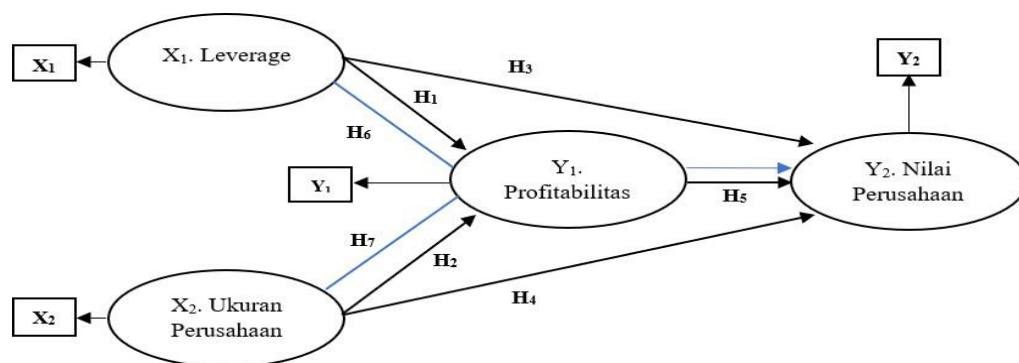 X₁
X₁. Leverage
H₃
Y₂
H₁
H₆
Y₁
Y₁.
Profitabilitas
H₅
Y₂. Nilai
Perusahaan
H₇
H₂
H₄
X₂
X₂. Ukuran
Perusahaan